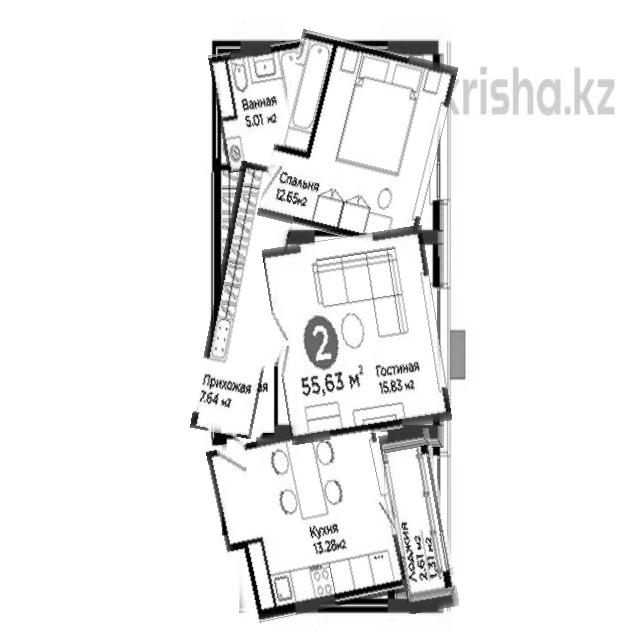 krisha.kz
Ванная
5.01 м2
Спальня
12.65м2
2
55,63 м2
Гостиная
15.83 м2
Прихожая ая
7.64 м2
Кухня
13.28м2
Лоджия
2.61 м2
1.31 м2